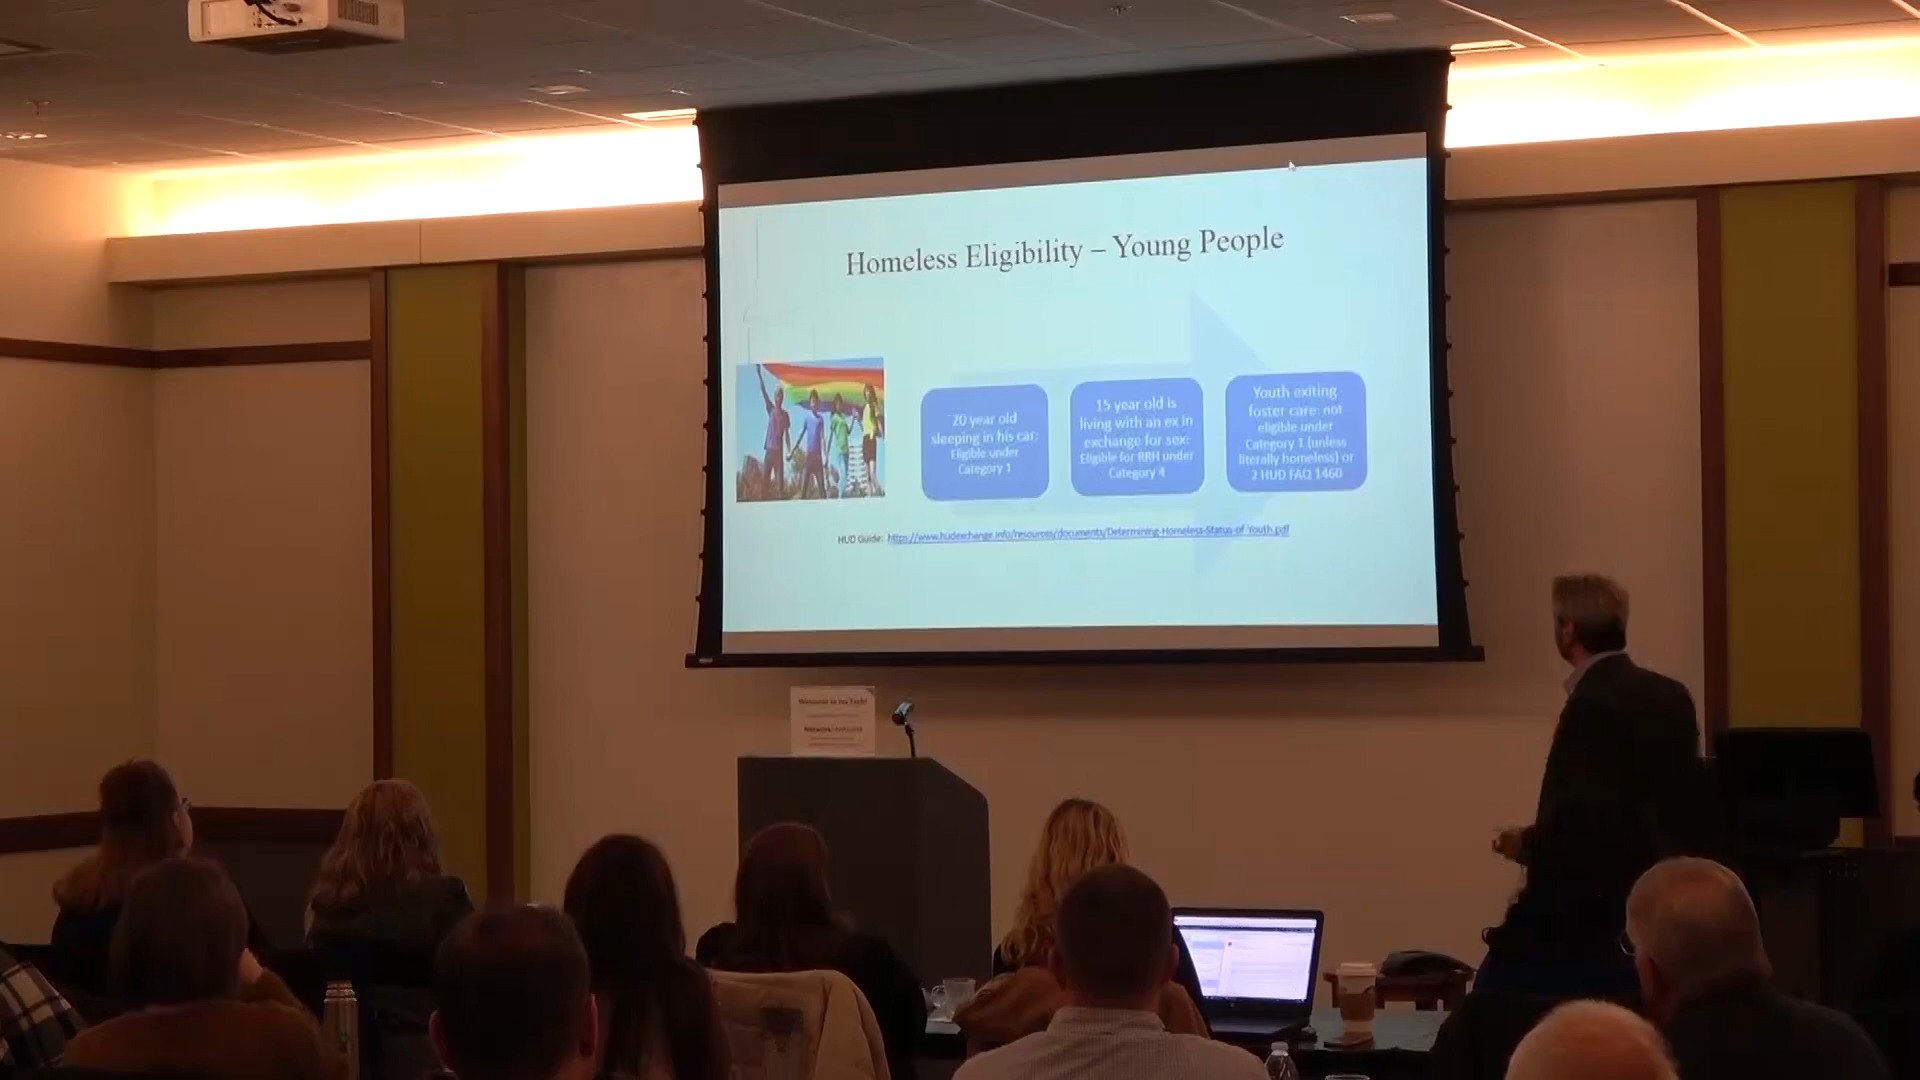 Homeless Eligibility – Young People
20 year old
sleeping in his car:
Eligible under
Category 1
15 year old is
living with an ex in
exchange for sex:
Eligible for RRH under
Category 4
Youth exiting
foster care: not
eligible under
Category 1 (unless
literally homeless) or
2 HUD FAQ 1460
HUD Guide: https://www.hudexchange.info/resources/documents/Determining-Homeless-Status-of-Youth.pdf
Welcome to